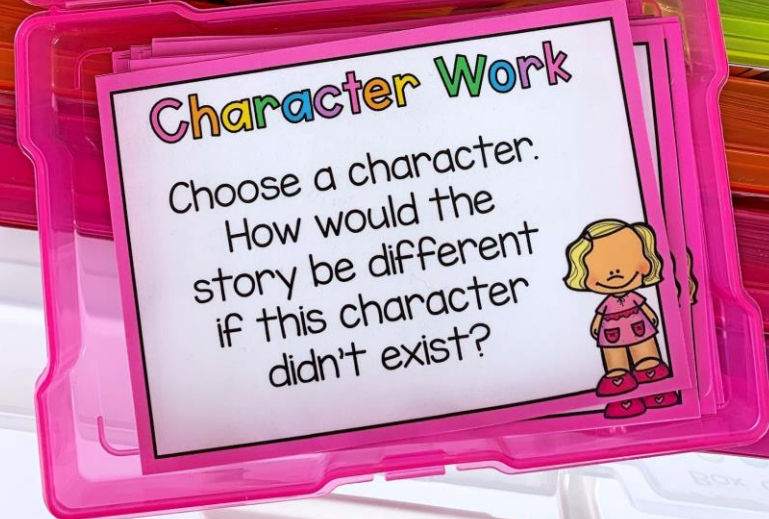 Character Work
Choose a character.
How would the
story be different
if this character
didn't exist?